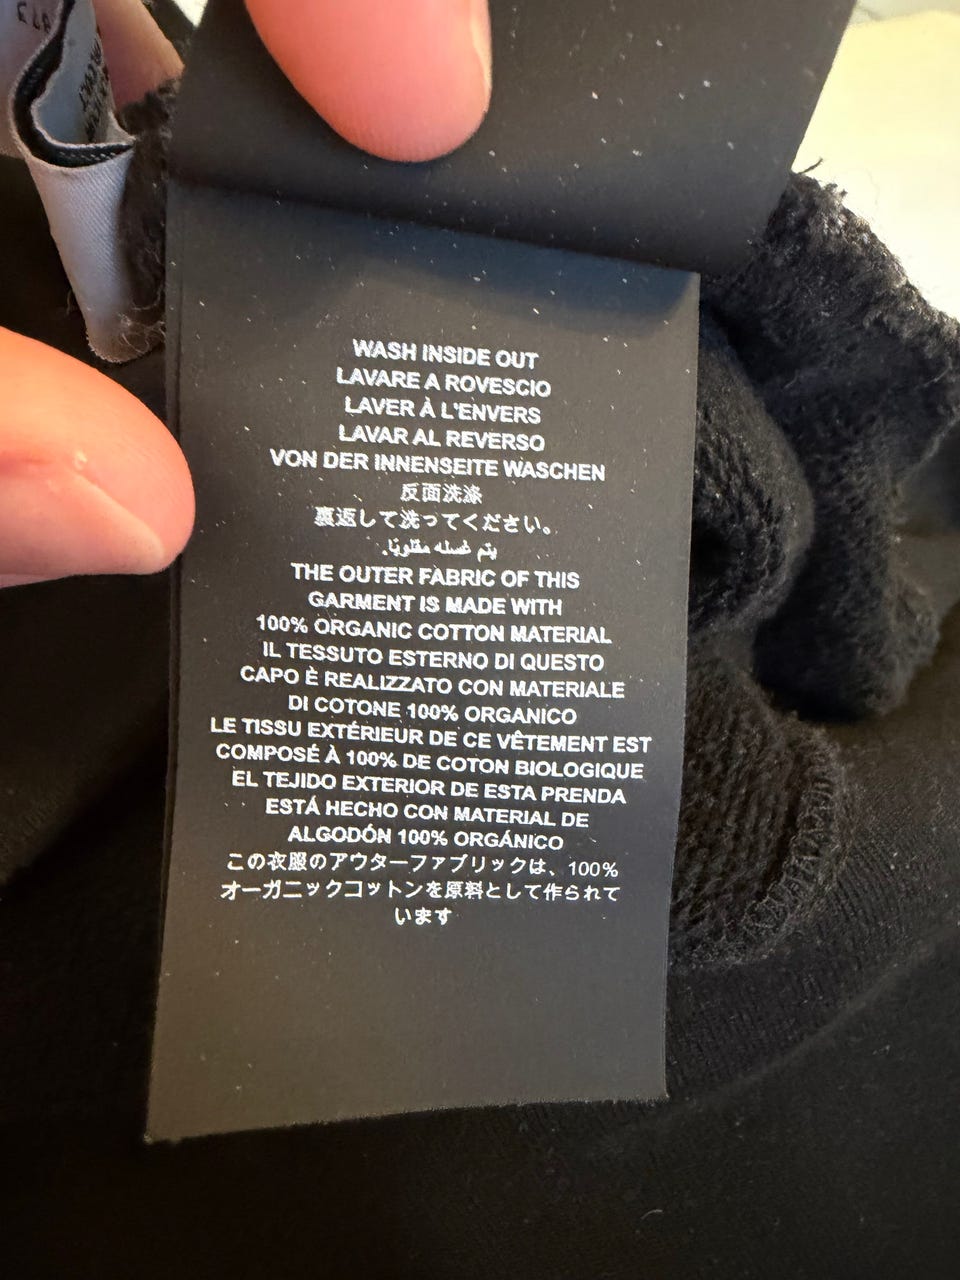 WASH INSIDE OUT
LAVARE A ROVESCIO
LAVER À L'ENVERS
LAVAR AL REVERSO
VON DER INNENSEITE WASCHEN
反面洗涤
裏返して洗ってください。
يتم غسله مقلوبًا.
THE OUTER FABRIC OF THIS
GARMENT IS MADE WITH
100% ORGANIC COTTON MATERIAL
IL TESSUTO ESTERNO DI QUESTO
CAPO È REALIZZATO CON MATERIALE
DI COTONE 100% ORGANICO
LE TISSU EXTÉRIEUR DE CE VÊTEMENT EST
COMPOSÉ À 100% DE COTON BIOLOGIQUE
EL TEJIDO EXTERIOR DE ESTA PRENDA
ESTÁ HECHO CON MATERIAL DE
ALGODÓN 100% ORGÁNICO
この衣服のアウターファブリックは、100%
オーガニックコットンを原料として作られて
います